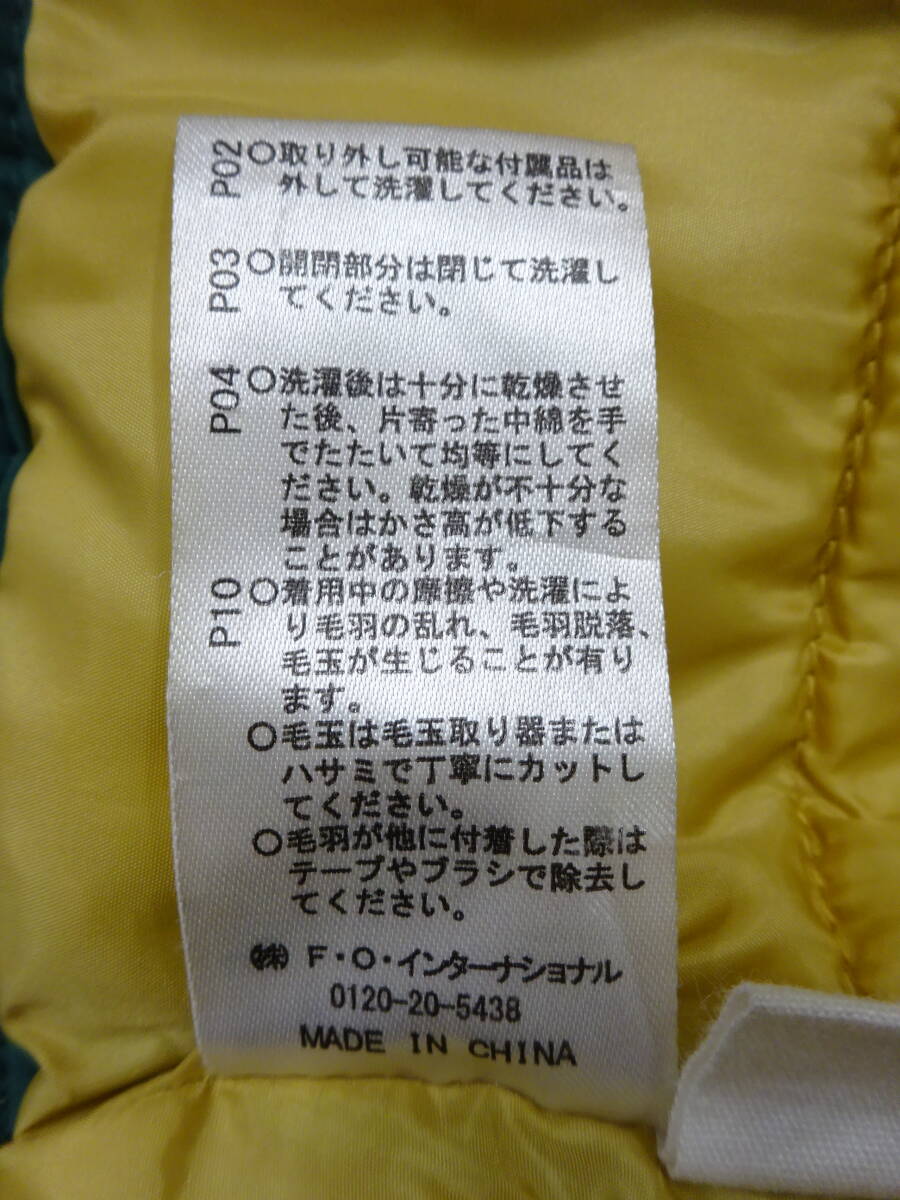 P02 ○取り外し可能な付属品は
外して洗濯してください。
P03 ○開閉部分は閉じて洗濯し
てください。
P04 ○洗濯後は十分に乾燥させ
た後、片寄った中綿を手
でたたいて均等にしてく
ださい。乾燥が不十分な
場合はかさ高が低下する
ことがあります。
P10 ○着用中の摩擦や洗濯によ
り毛羽の乱れ、毛羽脱落、
毛玉が生じることが有り
ます。
○毛玉は毛玉取り器または
ハサミで丁寧にカットし
てください。
○毛羽が他に付着した際は
テープやブラシで除去し
てください。
㈱ F・O・インターナショナル
0120-20-5438
MADE IN CHINA